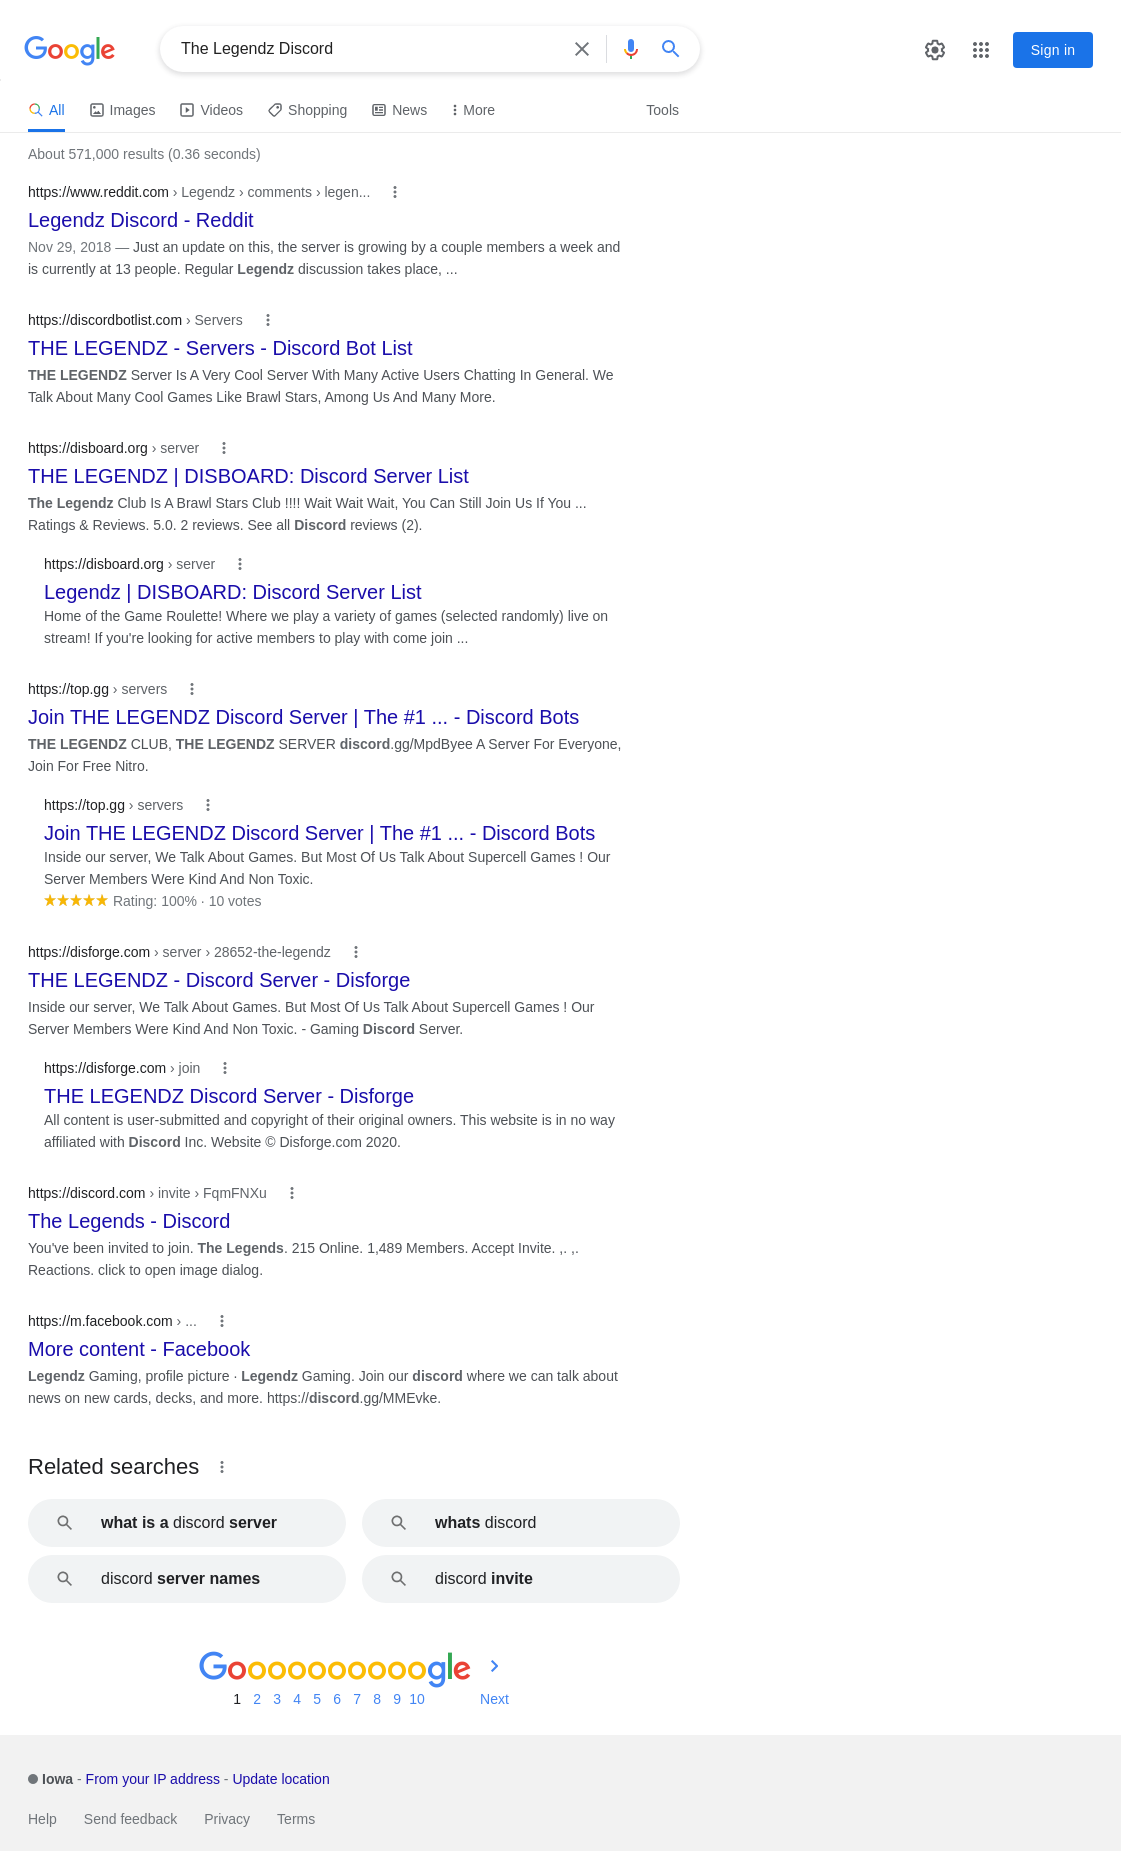 Google
The Legendz Discord
Sign in
All
Images
Videos
Shopping
News
More
Tools
About 571,000 results (0.36 seconds)
https://www.reddit.com › Legendz › comments › legen...
Legendz Discord - Reddit
Nov 29, 2018 — Just an update on this, the server is growing by a couple members a week and
is currently at 13 people. Regular Legendz discussion takes place, ...
https://discordbotlist.com › Servers
THE LEGENDZ - Servers - Discord Bot List
THE LEGENDZ Server Is A Very Cool Server With Many Active Users Chatting In General. We
Talk About Many Cool Games Like Brawl Stars, Among Us And Many More.
https://disboard.org › server
THE LEGENDZ | DISBOARD: Discord Server List
The Legendz Club Is A Brawl Stars Club !!!! Wait Wait Wait, You Can Still Join Us If You ...
Ratings & Reviews. 5.0. 2 reviews. See all Discord reviews (2).
https://disboard.org › server
Legendz | DISBOARD: Discord Server List
Home of the Game Roulette! Where we play a variety of games (selected randomly) live on
stream! If you're looking for active members to play with come join ...
https://top.gg › servers
Join THE LEGENDZ Discord Server | The #1 ... - Discord Bots
THE LEGENDZ CLUB, THE LEGENDZ SERVER discord.gg/MpdByee A Server For Everyone,
Join For Free Nitro.
https://top.gg › servers
Join THE LEGENDZ Discord Server | The #1 ... - Discord Bots
Inside our server, We Talk About Games. But Most Of Us Talk About Supercell Games ! Our
Server Members Were Kind And Non Toxic.
Rating: 100% · 10 votes
https://disforge.com › server › 28652-the-legendz
THE LEGENDZ - Discord Server - Disforge
Inside our server, We Talk About Games. But Most Of Us Talk About Supercell Games ! Our
Server Members Were Kind And Non Toxic. - Gaming Discord Server.
https://disforge.com › join
THE LEGENDZ Discord Server - Disforge
All content is user-submitted and copyright of their original owners. This website is in no way
affiliated with Discord Inc. Website © Disforge.com 2020.
https://discord.com › invite › FqmFNXu
The Legends - Discord
You've been invited to join. The Legends. 215 Online. 1,489 Members. Accept Invite. ,. ,.
Reactions. click to open image dialog.
https://m.facebook.com › ...
More content - Facebook
Legendz Gaming, profile picture · Legendz Gaming. Join our discord where we can talk about
news on new cards, decks, and more. https://discord.gg/MMEvke.
Related searches
what is a discord server
whats discord
discord server names
discord invite
Goooooooooogle
1 2 3 4 5 6 7 8 9 10 Next
Iowa - From your IP address - Update location
Help Send feedback Privacy Terms